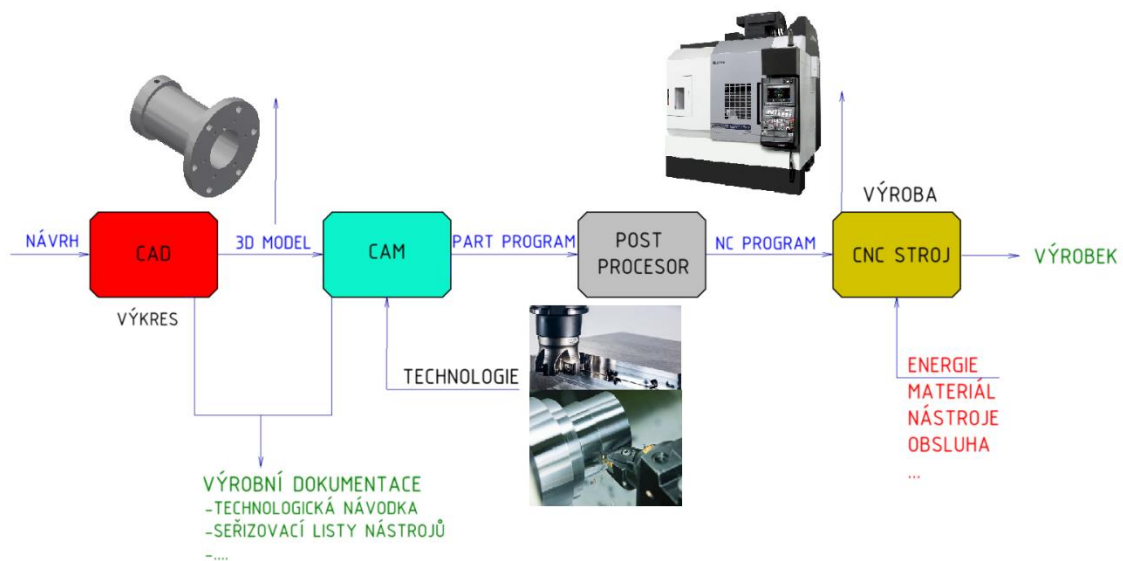 VÝROBA
NÁVRH
CAD
3D MODEL
CAM
PART PROGRAM
POST
PROCESOR
NC PROGRAM
CNC STROJ
VÝROBEK
VÝKRES
TECHNOLOGIE
ENERGIE
MATERIÁL
NÁSTROJE
OBSLUHA
...
VÝROBNÍ DOKUMENTACE
-TECHNOLOGICKÁ NÁVODKA
-SEŘIZOVACÍ LISTY NÁSTROJŮ
-....